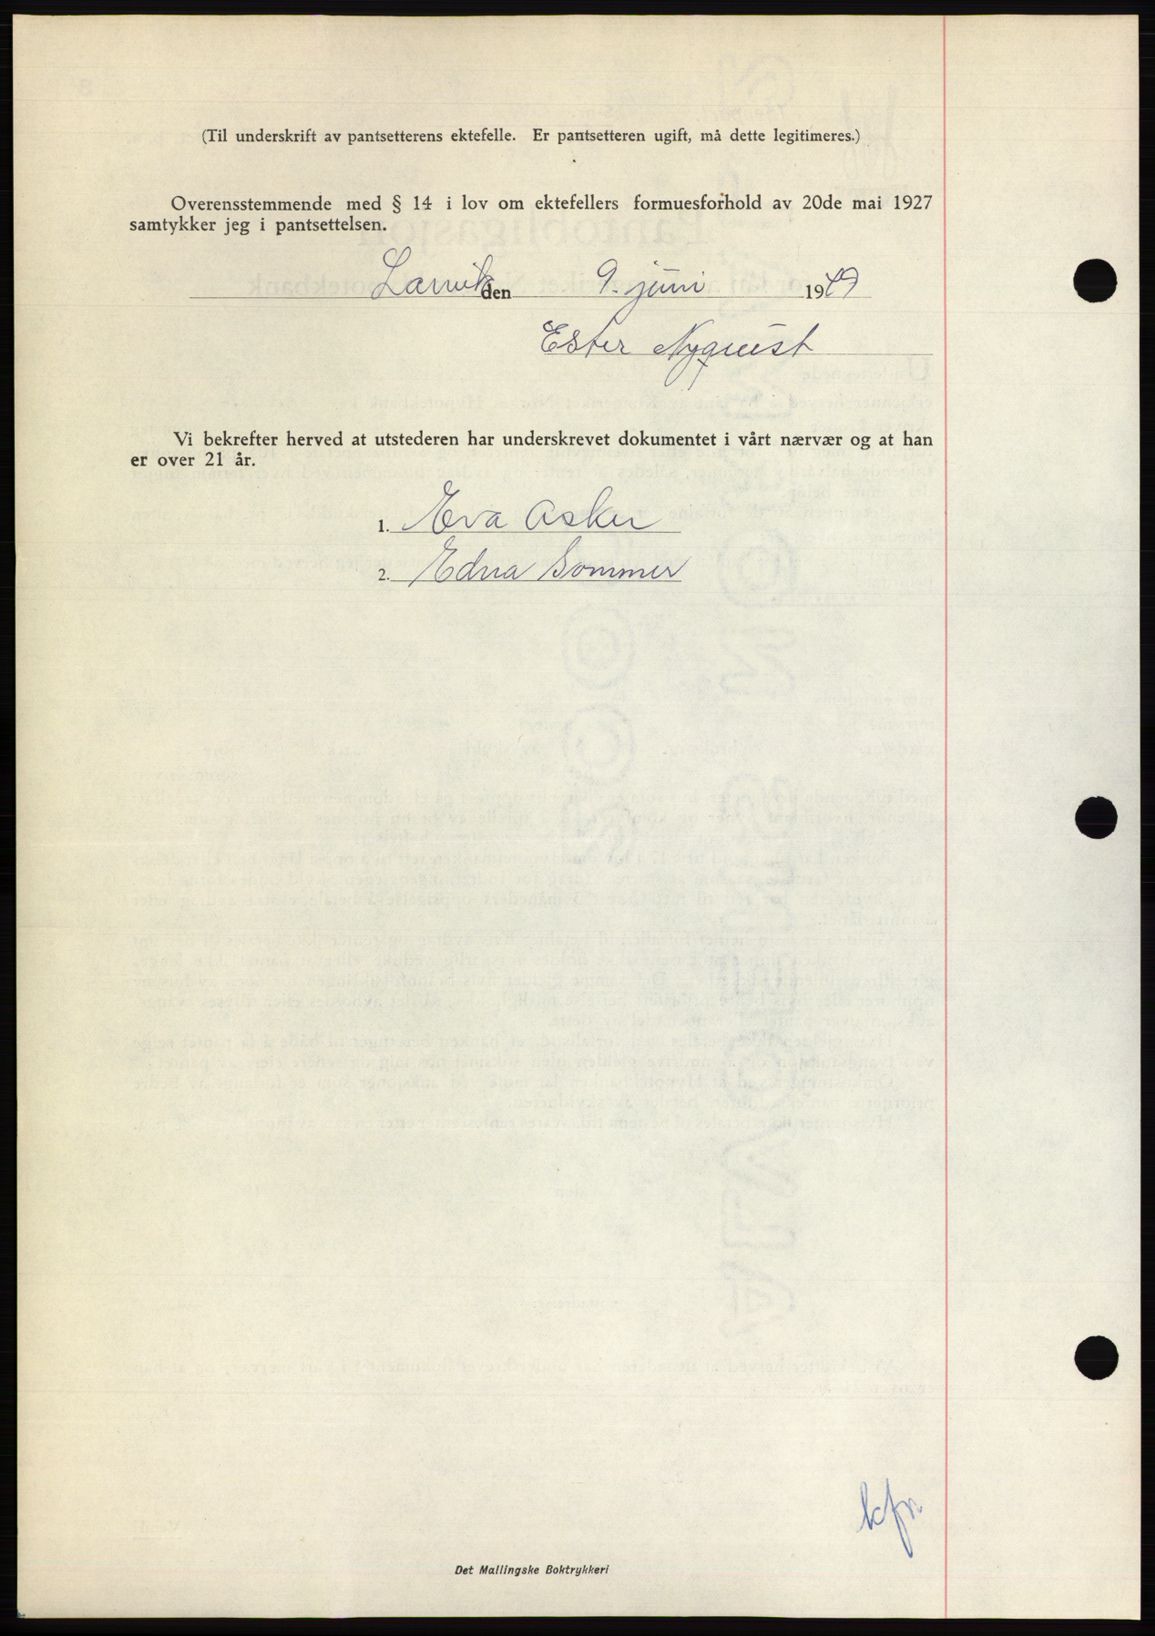 (Til underskrift av pantsetterens ektefelle. Er pantsetteren ugift, må dette legitimeres.)
Overensstemmende med § 14 i lov om ektefellers formuesforhold av 20de mai 1927
samtykker jeg i pantsettelsen.
Larvik den 9. juni 1949
Ester Nyquist
Vi bekrefter herved at utstederen har underskrevet dokumentet i vårt nærvær og at han
er over 21 år.
1. Eva Asker
2. Edna Sommer
kfr.
Det Mallingske Boktrykkeri